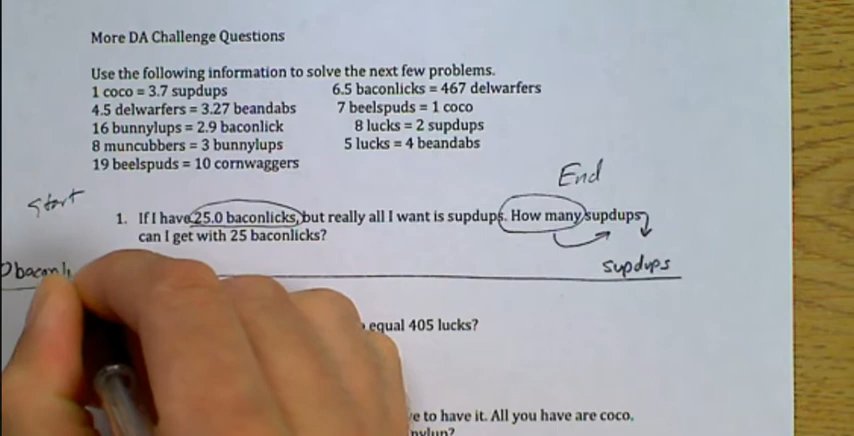 More DA Challenge Questions
Use the following information to solve the next few problems.
1 coco = 3.7 supdups 6.5 baconlicks = 467 delwarfers
4.5 delwarfers = 3.27 beandabs 7 beelspuds = 1 coco
16 bunnylups = 2.9 baconlick 8 lucks = 2 supdups
8 muncubbers = 3 bunnylups 5 lucks = 4 beandabs
19 beelspuds = 10 cornwaggers
End
Start
1. If I have 25.0 baconlicks, but really all I want is supdups. How many supdups
can I get with 25 baconlicks?
supdups
equal 405 lucks?
to have it. All you have are coco.